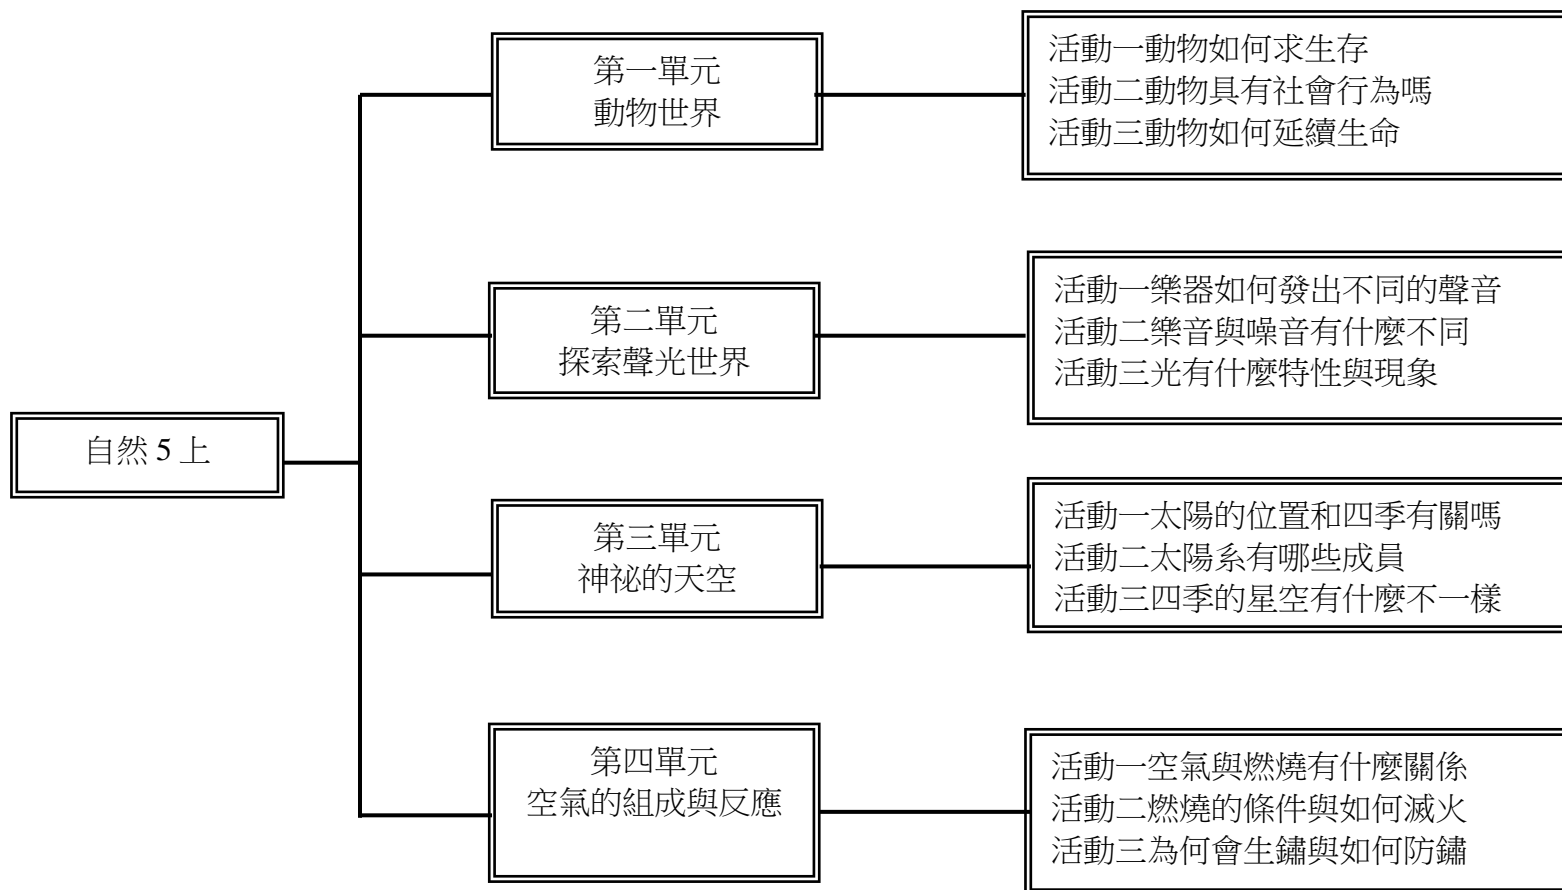 自然 5 上
第一單元
動物世界
活動一動物如何求生存
活動二動物具有社會行為嗎
活動三動物如何延續生命
第二單元
探索聲光世界
活動一樂器如何發出不同的聲音
活動二樂音與噪音有什麼不同
活動三光有什麼特性與現象
第三單元
神祕的天空
活動一太陽的位置和四季有關嗎
活動二太陽系有哪些成員
活動三四季的星空有什麼不一樣
第四單元
空氣的組成與反應
活動一空氣與燃燒有什麼關係
活動二燃燒的條件與如何滅火
活動三為何會生鏽與如何防鏽